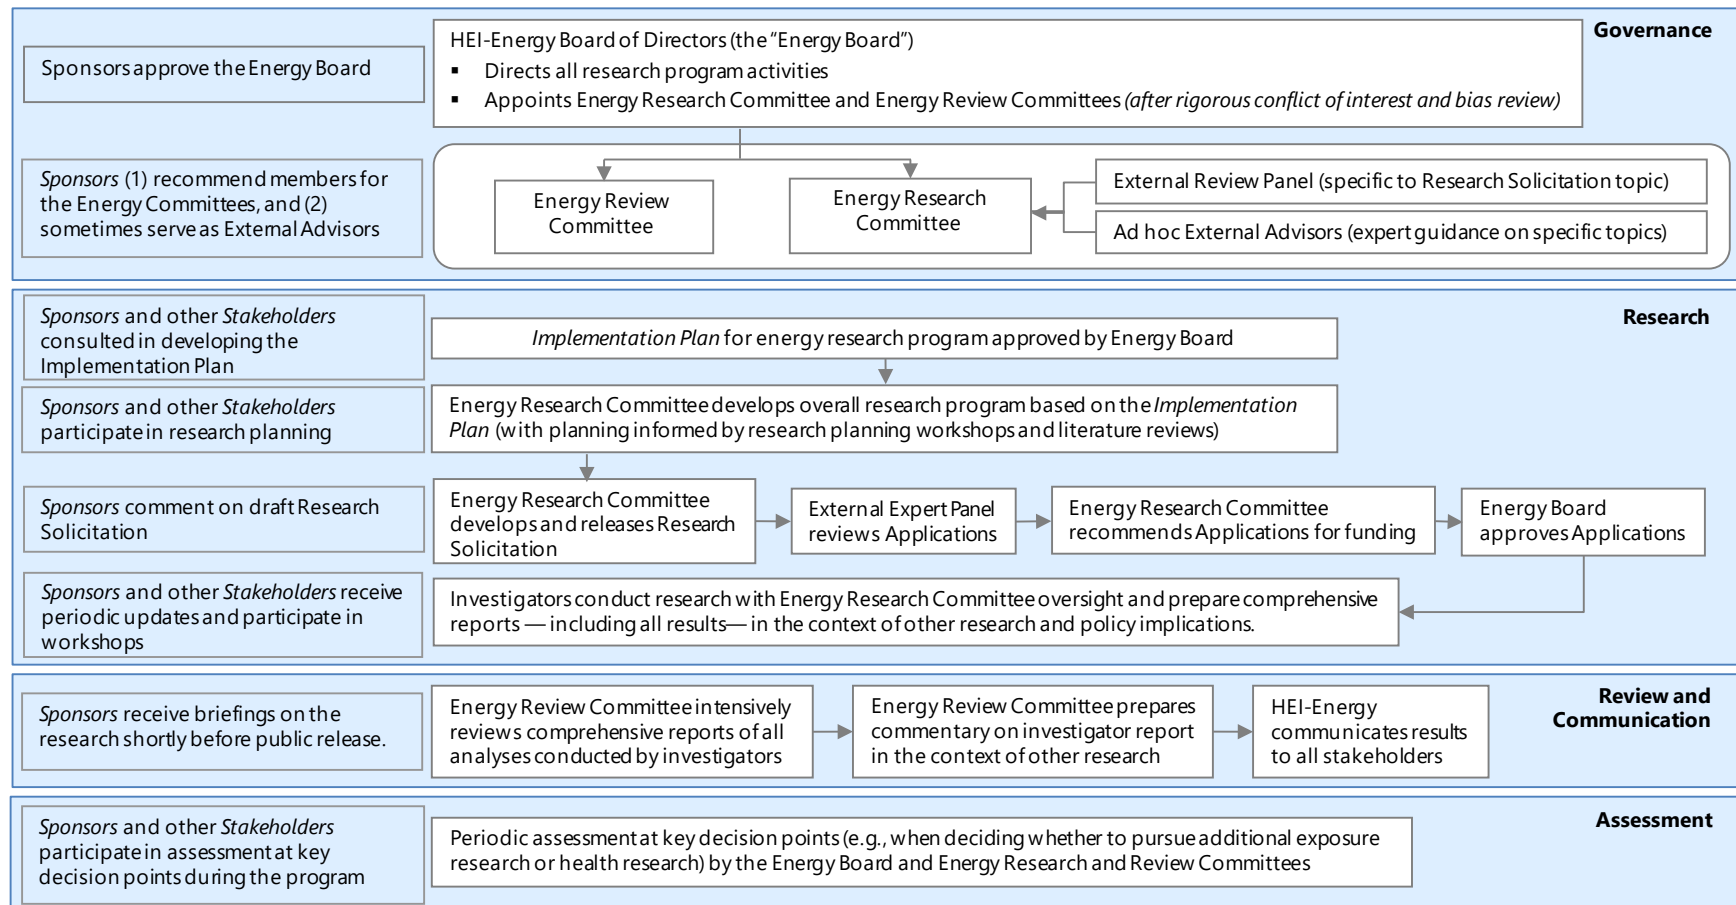 Governance
Sponsors approve the Energy Board
HEI-Energy Board of Directors (the “Energy Board”)
▪ Directs all research program activities
▪ Appoints Energy Research Committee and Energy Review Committees (after rigorous conflict of interest and bias review)
Sponsors (1) recommend members for
the Energy Committees, and (2)
sometimes serve as External Advisors
Energy Review
Committee
Energy Research
Committee
External Review Panel (specific to Research Solicitation topic)
Ad hoc External Advisors (expert guidance on specific topics)
Research
Sponsors and other Stakeholders
consulted in developing the
Implementation Plan
Implementation Plan for energy research program approved by Energy Board
Sponsors and other Stakeholders
participate in research planning
Energy Research Committee develops overall research program based on the Implementation
Plan (with planning informed by research planning workshops and literature reviews)
Sponsors comment on draft Research
Solicitation
Energy Research Committee
develops and releases Research
Solicitation
External Expert Panel
reviews Applications
Energy Research Committee
recommends Applications for funding
Energy Board
approves Applications
Sponsors and other Stakeholders receive
periodic updates and participate in
workshops
Investigators conduct research with Energy Research Committee oversight and prepare comprehensive
reports — including all results— in the context of other research and policy implications.
Review and
Communication
Sponsors receive briefings on the
research shortly before public release.
Energy Review Committee intensively
reviews comprehensive reports of all
analyses conducted by investigators
Energy Review Committee prepares
commentary on investigator report
in the context of other research
HEI-Energy
communicates results
to all stakeholders
Assessment
Sponsors and other Stakeholders
participate in assessment at key
decision points during the program
Periodic assessment at key decision points (e.g., when deciding whether to pursue additional exposure
research or health research) by the Energy Board and Energy Research and Review Committees